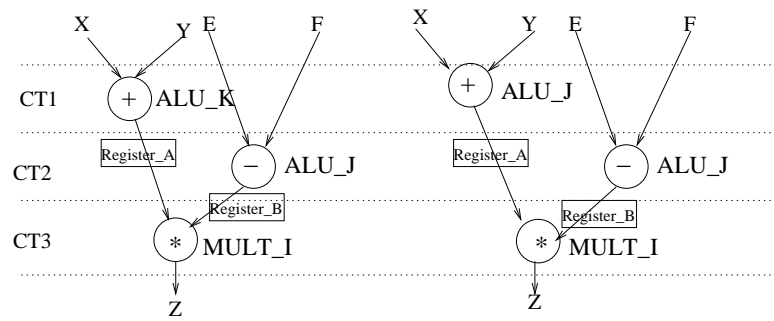 X Y E F X Y E F
CT1 + ALU_K + ALU_J
Register_A Register_A
CT2 − ALU_J − ALU_J
Register_B Register_B
CT3 * MULT_I * MULT_I
Z Z